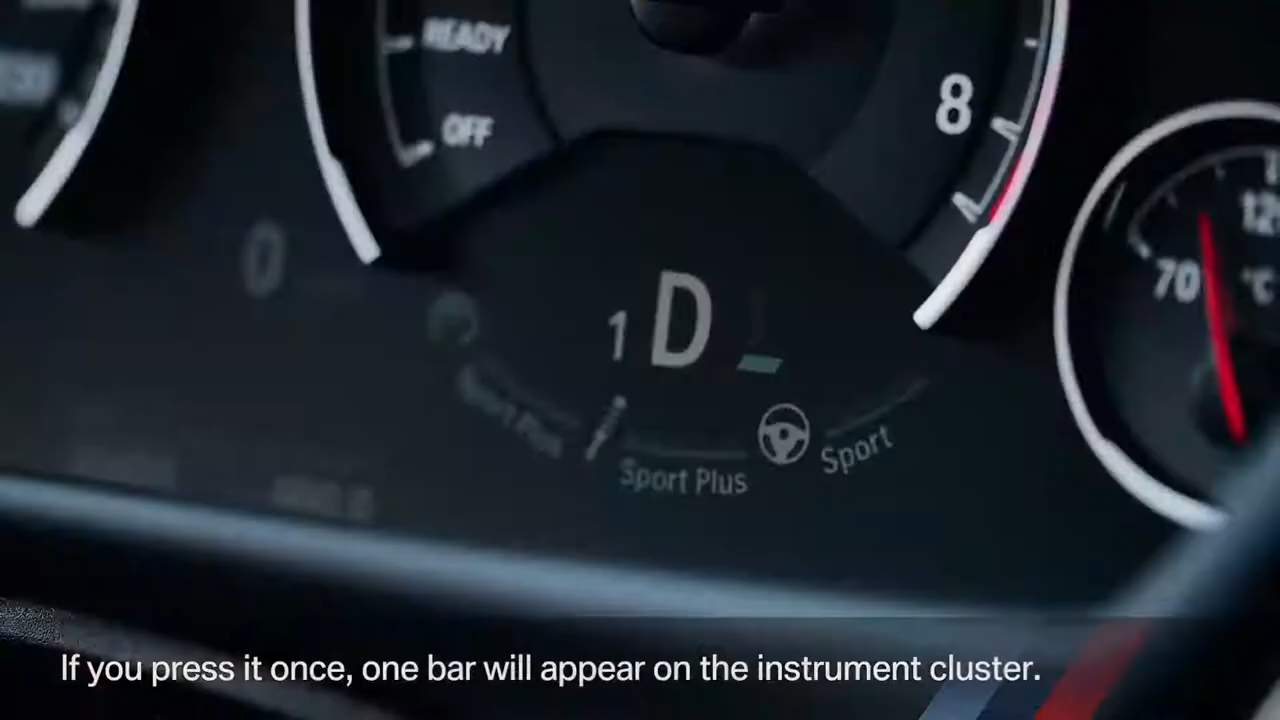 READY
OFF
8
12
70
°C
0
1 D
Sport Plus
Sport Plus
Sport
If you press it once, one bar will appear on the instrument cluster.